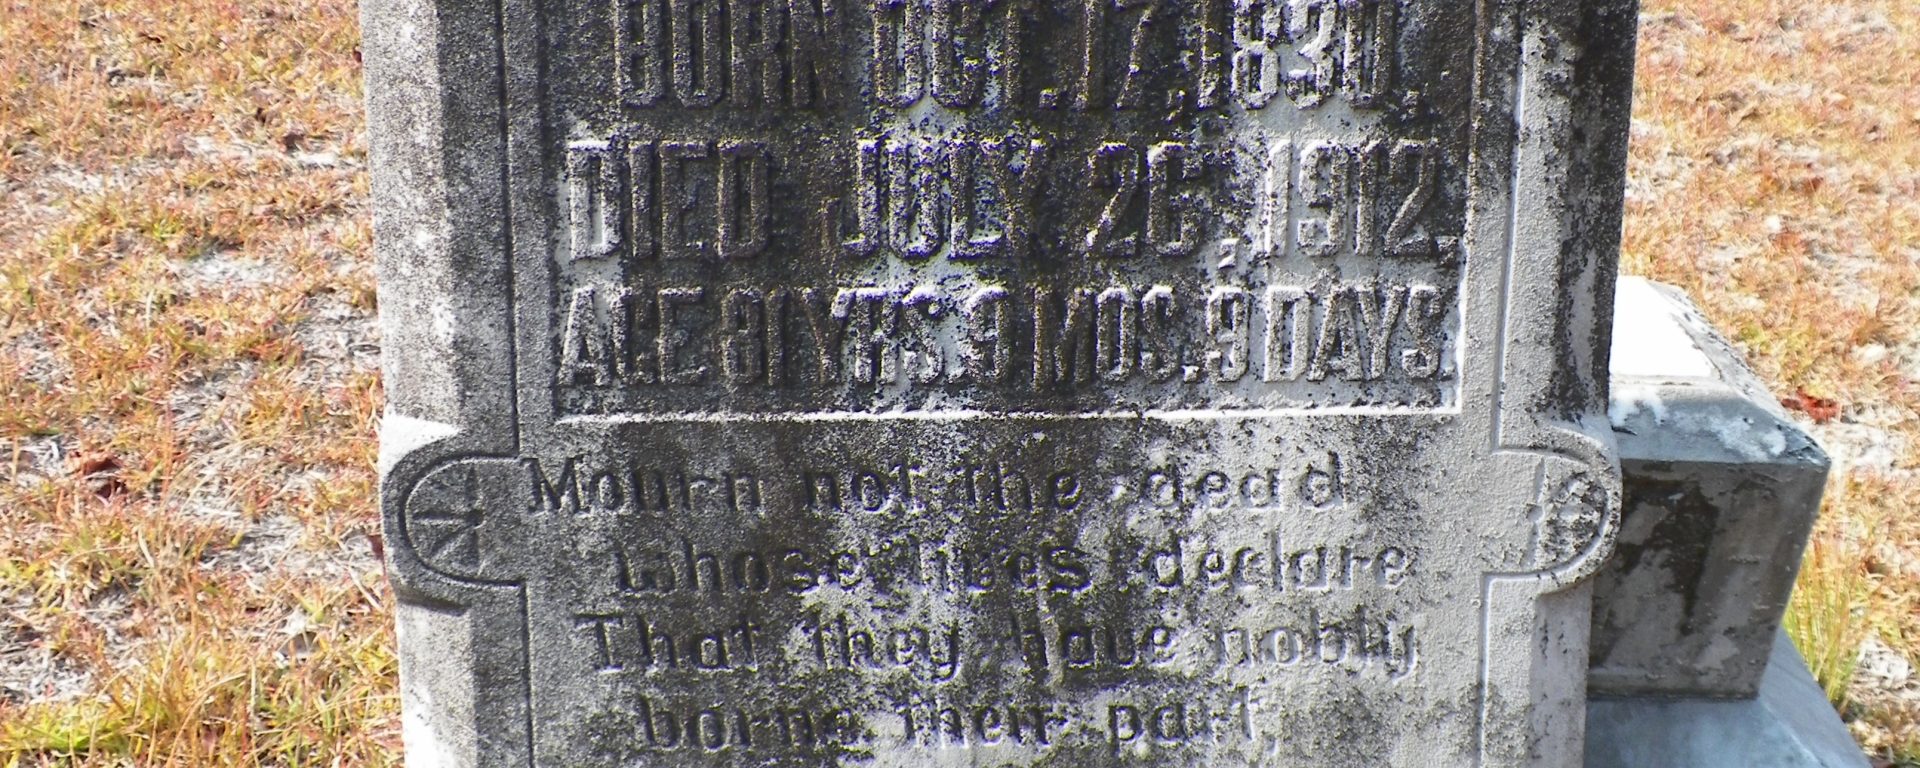 BORN OCT. 17, 1830.
DIED JULY 26, 1912.
AGE 81 YRS. 9 MOS. 9 DAYS.
Mourn not the dead
whose lives declare
That they have nobly
borne their part,